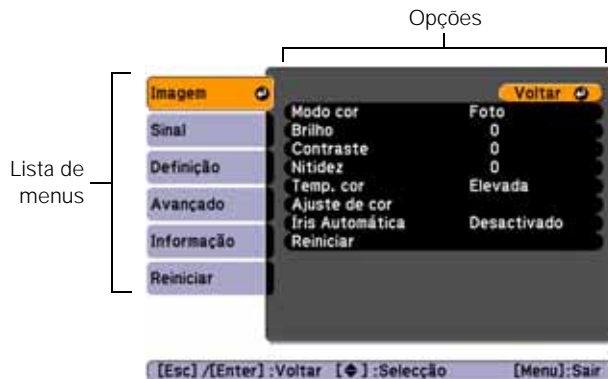 Opções
Lista de
menus
Imagem
Sinal
Definição
Avançado
Informação
Reiniciar
Voltar
Modo cor Foto
Brilho 0
Contraste 0
Nitidez 0
Temp. cor Elevada
Ajuste de cor
Íris Automática Desactivado
Reiniciar
[Esc] /[Enter] :Voltar [◆] :Selecção [Menu]:Sair